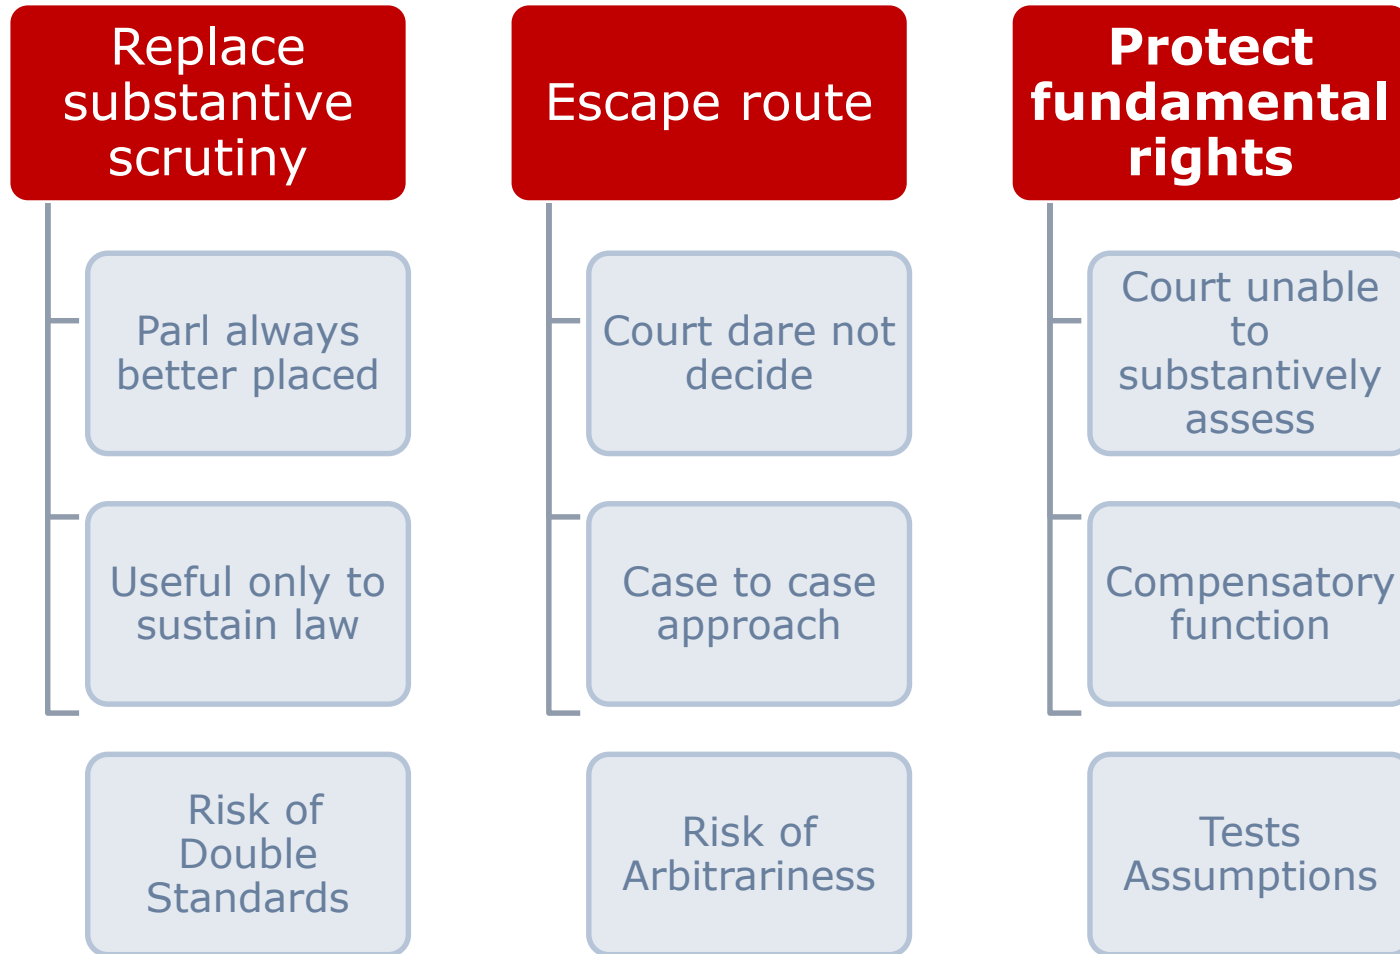 Replace
substantive
scrutiny
Parl always
better placed
Useful only to
sustain law
Risk of
Double
Standards
Escape route
Court dare not
decide
Case to case
approach
Risk of
Arbitrariness
Protect
fundamental
rights
Court unable
to
substantively
assess
Compensatory
function
Tests
Assumptions